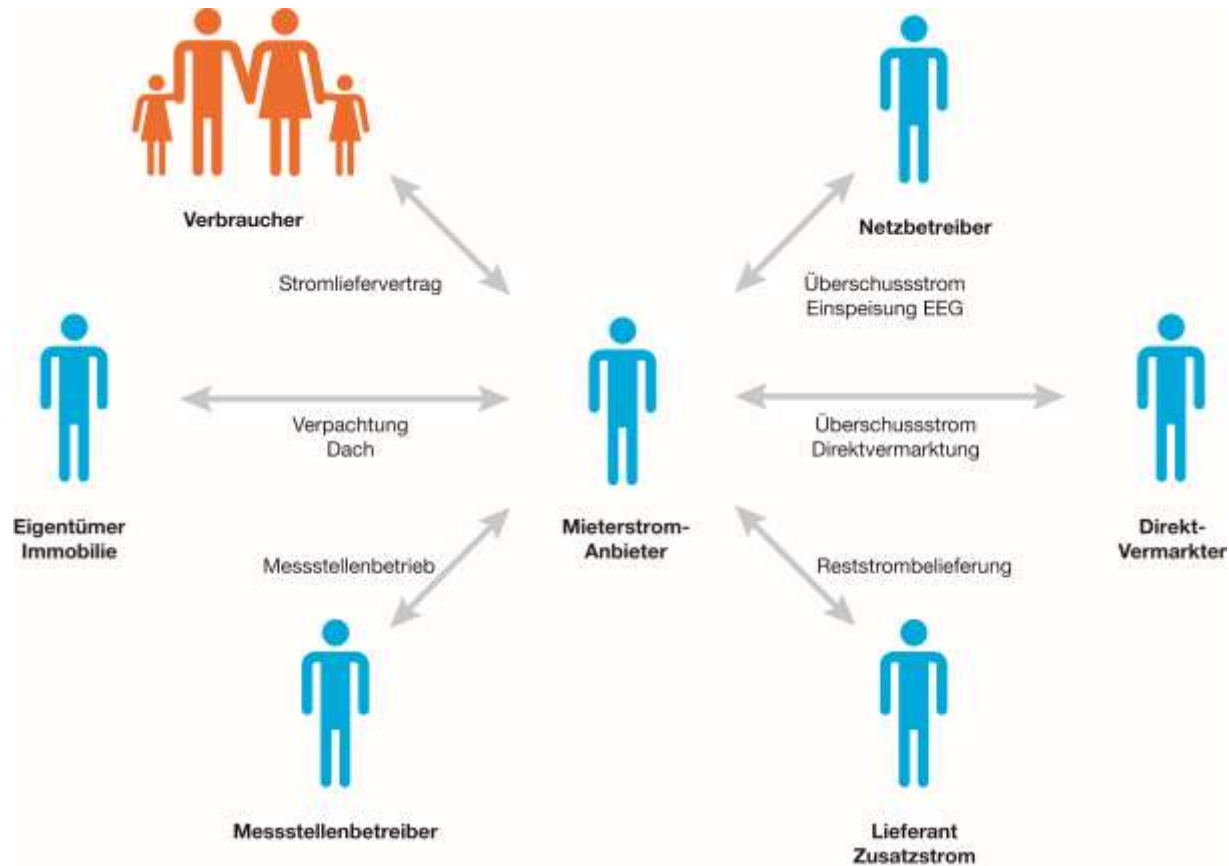 Verbraucher
Netzbetreiber
Stromliefervertrag
Überschussstrom
Einspeisung EEG
Verpachtung
Dach
Überschussstrom
Direktvermarktung
Eigentümer
Immobilie
Mieterstrom-
Anbieter
Direkt-
Vermarkter
Messstellenbetrieb
Reststrombelieferung
Messstellenbetreiber
Lieferant
Zusatzstrom